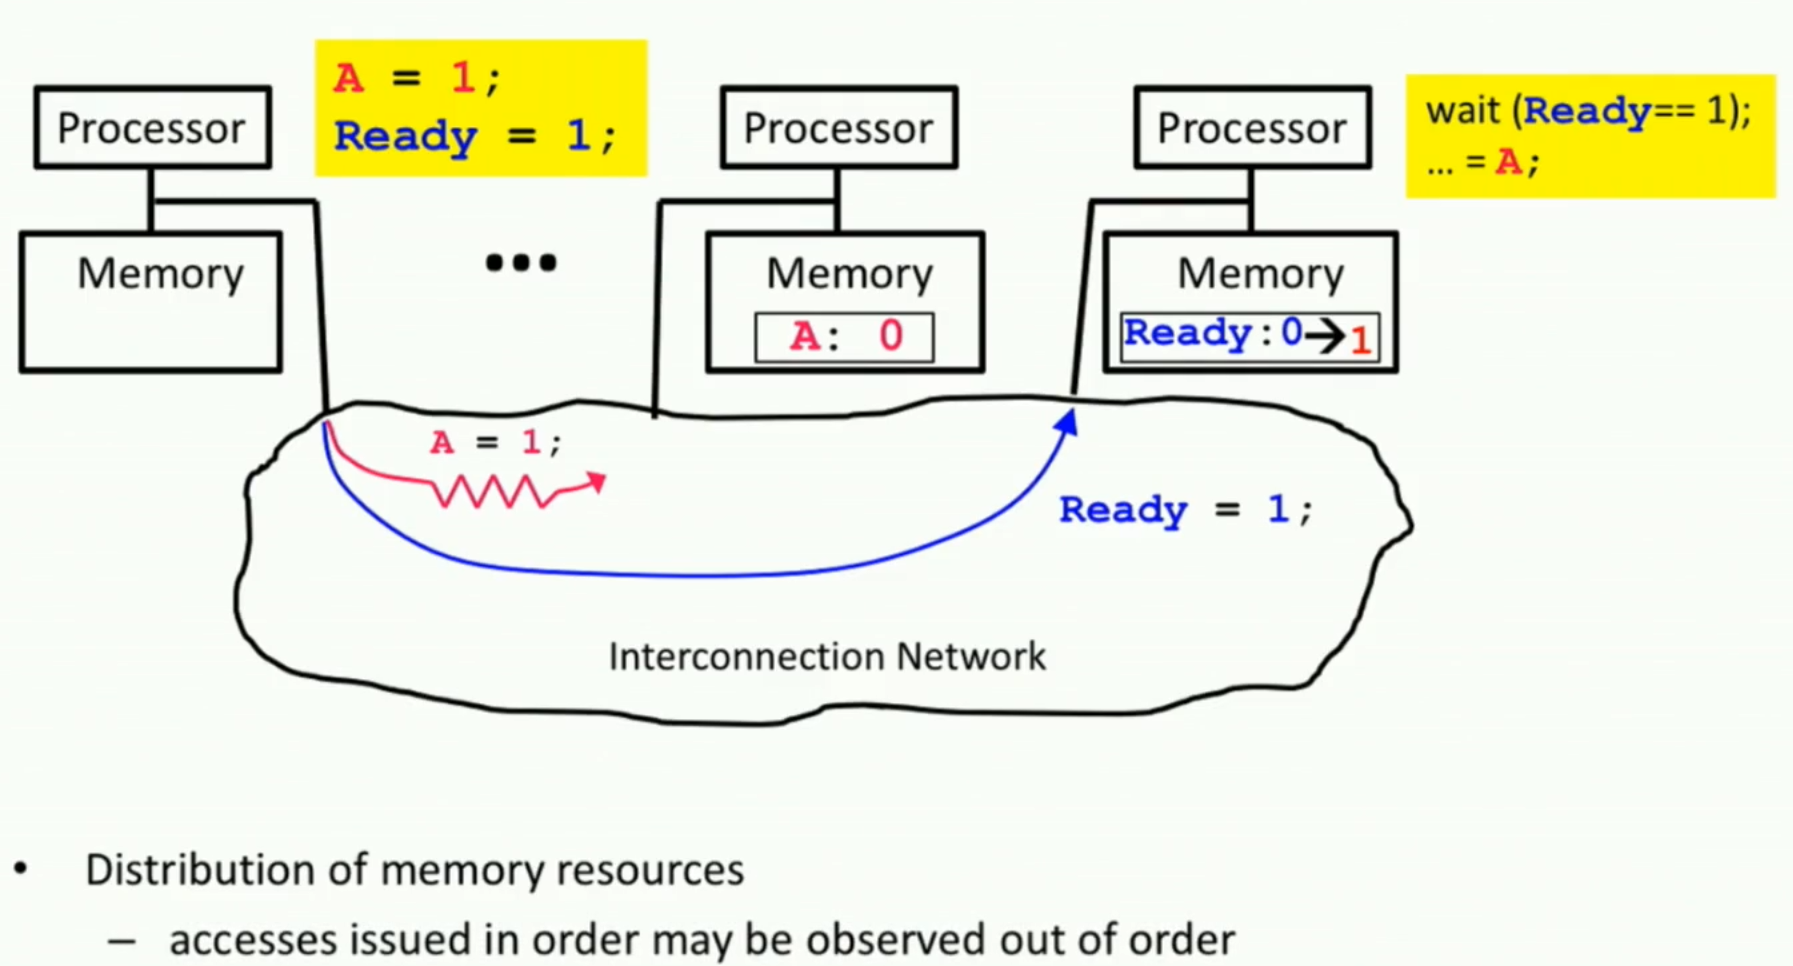 A = 1;
Ready = 1;
Processor
Processor
Processor
wait (Ready== 1);
... = A;
Memory
...
Memory
A: 0
Memory
Ready:0→1
A = 1;
Ready = 1;
Interconnection Network
• Distribution of memory resources
– accesses issued in order may be observed out of order